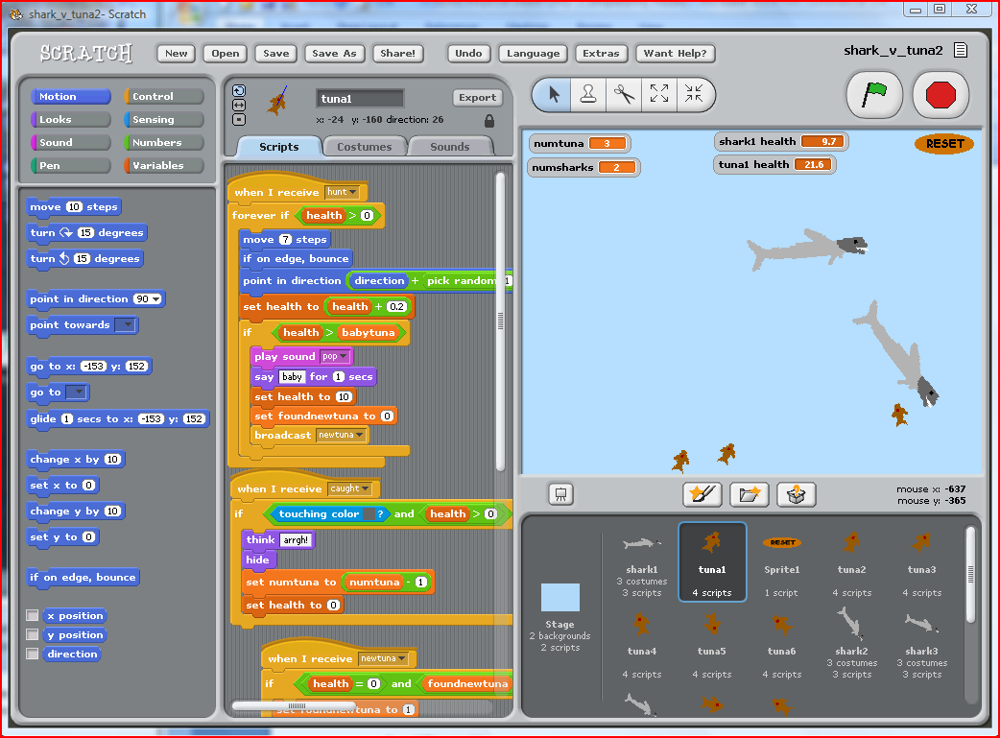 shark_v_tuna2- Scratch
SCRATCH
New Open Save Save As Share! Undo Language Extras Want Help?
shark_v_tuna2
Motion Control
Looks Sensing
Sound Numbers
Pen Variables
move 10 steps
turn 15 degrees
turn 15 degrees
point in direction 90
point towards
go to x: -153 y: 152
go to
glide 1 secs to x: -153 y: 152
change x by 10
set x to 0
change y by 10
set y to 0
if on edge, bounce
x position
y position
direction
tuna1
Export
x: -24 y: -160 direction: 26
Scripts Costumes Sounds
when I receive hunt
forever if health > 0
move 7 steps
if on edge, bounce
point in direction direction + pick random 1
set health to health + 0.2
if health > babytuna
play sound pop
say baby for 1 secs
set health to 10
set foundnewtuna to 0
broadcast newtuna
when I receive caught
if touching color ? and health > 0
think arrgh!
hide
set numtuna to numtuna - 1
set health to 0
when I receive newtuna
if health = 0 and foundnewtuna
set foundnewtuna to 1
numtuna 3
numsharks 2
shark1 health 9.7
tuna1 health 21.6
RESET
mouse x: -637
mouse y: -365
Stage
2 backgrounds
2 scripts
shark1
3 costumes
3 scripts
tuna1
4 scripts
RESET
Sprite1
1 script
tuna2
4 scripts
tuna3
4 scripts
tuna4
4 scripts
tuna5
4 scripts
tuna6
4 scripts
shark2
3 costumes
3 scripts
shark3
3 costumes
3 scripts